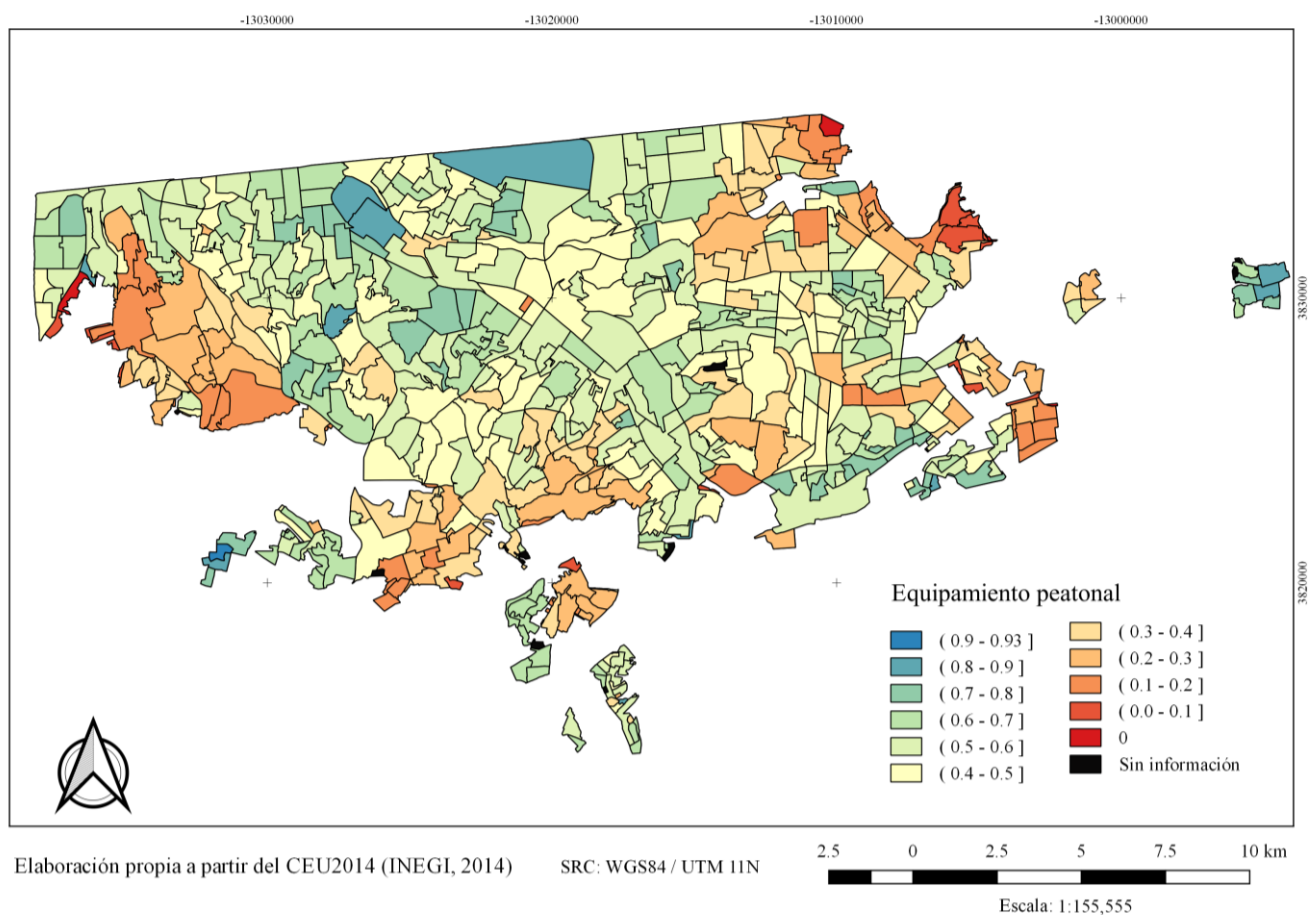 -13030000 -13020000 -13010000 -13000000
3830000
3820000
Equipamiento peatonal
( 0.9 - 0.93 ]
( 0.8 - 0.9 ]
( 0.7 - 0.8 ]
( 0.6 - 0.7 ]
( 0.5 - 0.6 ]
( 0.4 - 0.5 ]
( 0.3 - 0.4 ]
( 0.2 - 0.3 ]
( 0.1 - 0.2 ]
( 0.0 - 0.1 ]
0
Sin información
Elaboración propia a partir del CEU2014 (INEGI, 2014) SRC: WGS84 / UTM 11N
2.5 0 2.5 5 7.5 10 km
Escala: 1:155,555